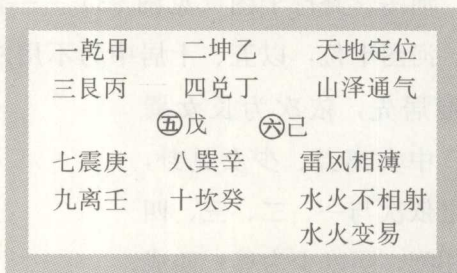 一乾甲 二坤乙 天地定位
三艮丙 四兑丁 山泽通气
㊄戊 ㊅己
七震庚 八巽辛 雷风相薄
九离壬 十坎癸 水火不相射
水火变易